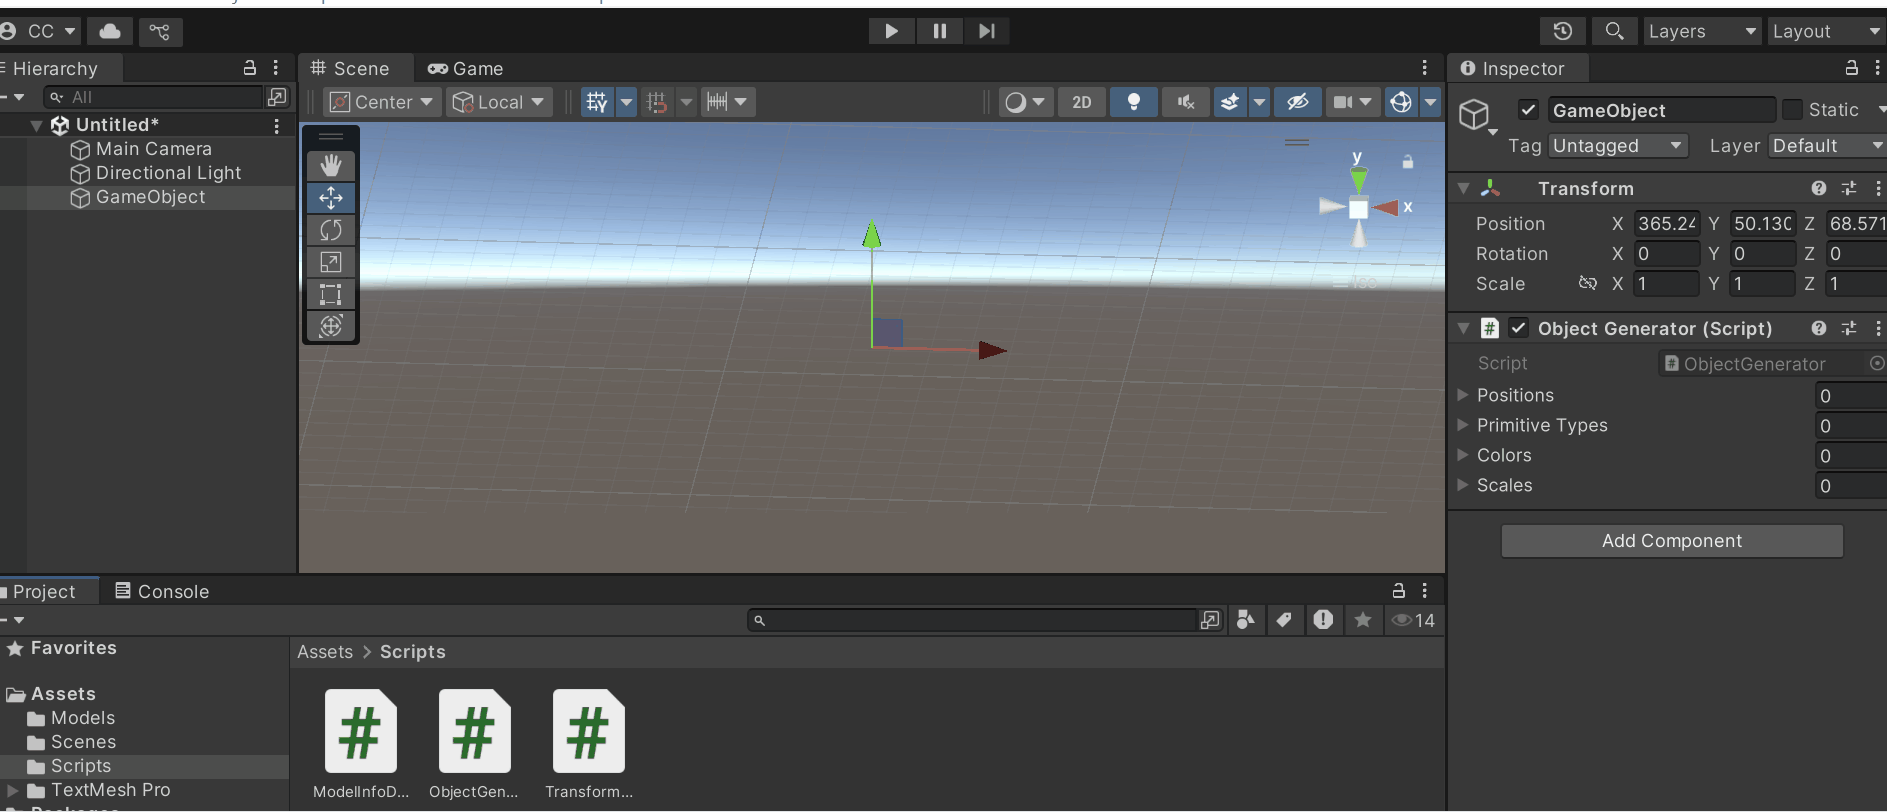 CC Layers Layout
Hierarchy
All
Untitled*
Main Camera
Directional Light
GameObject
Scene Game
Center Local 2D
y
x
Iso
Inspector
GameObject Static
Tag Untagged Layer Default
Transform
Position X 365.24 Y 50.130 Z 68.571
Rotation X 0 Y 0 Z 0
Scale X 1 Y 1 Z 1
# Object Generator (Script)
Script # ObjectGenerator
Positions 0
Primitive Types 0
Colors 0
Scales 0
Add Component
Project Console
14
Favorites
Assets
Models
Scenes
Scripts
TextMesh Pro
Assets > Scripts
# # #
ModelInfoD... ObjectGen... Transform...